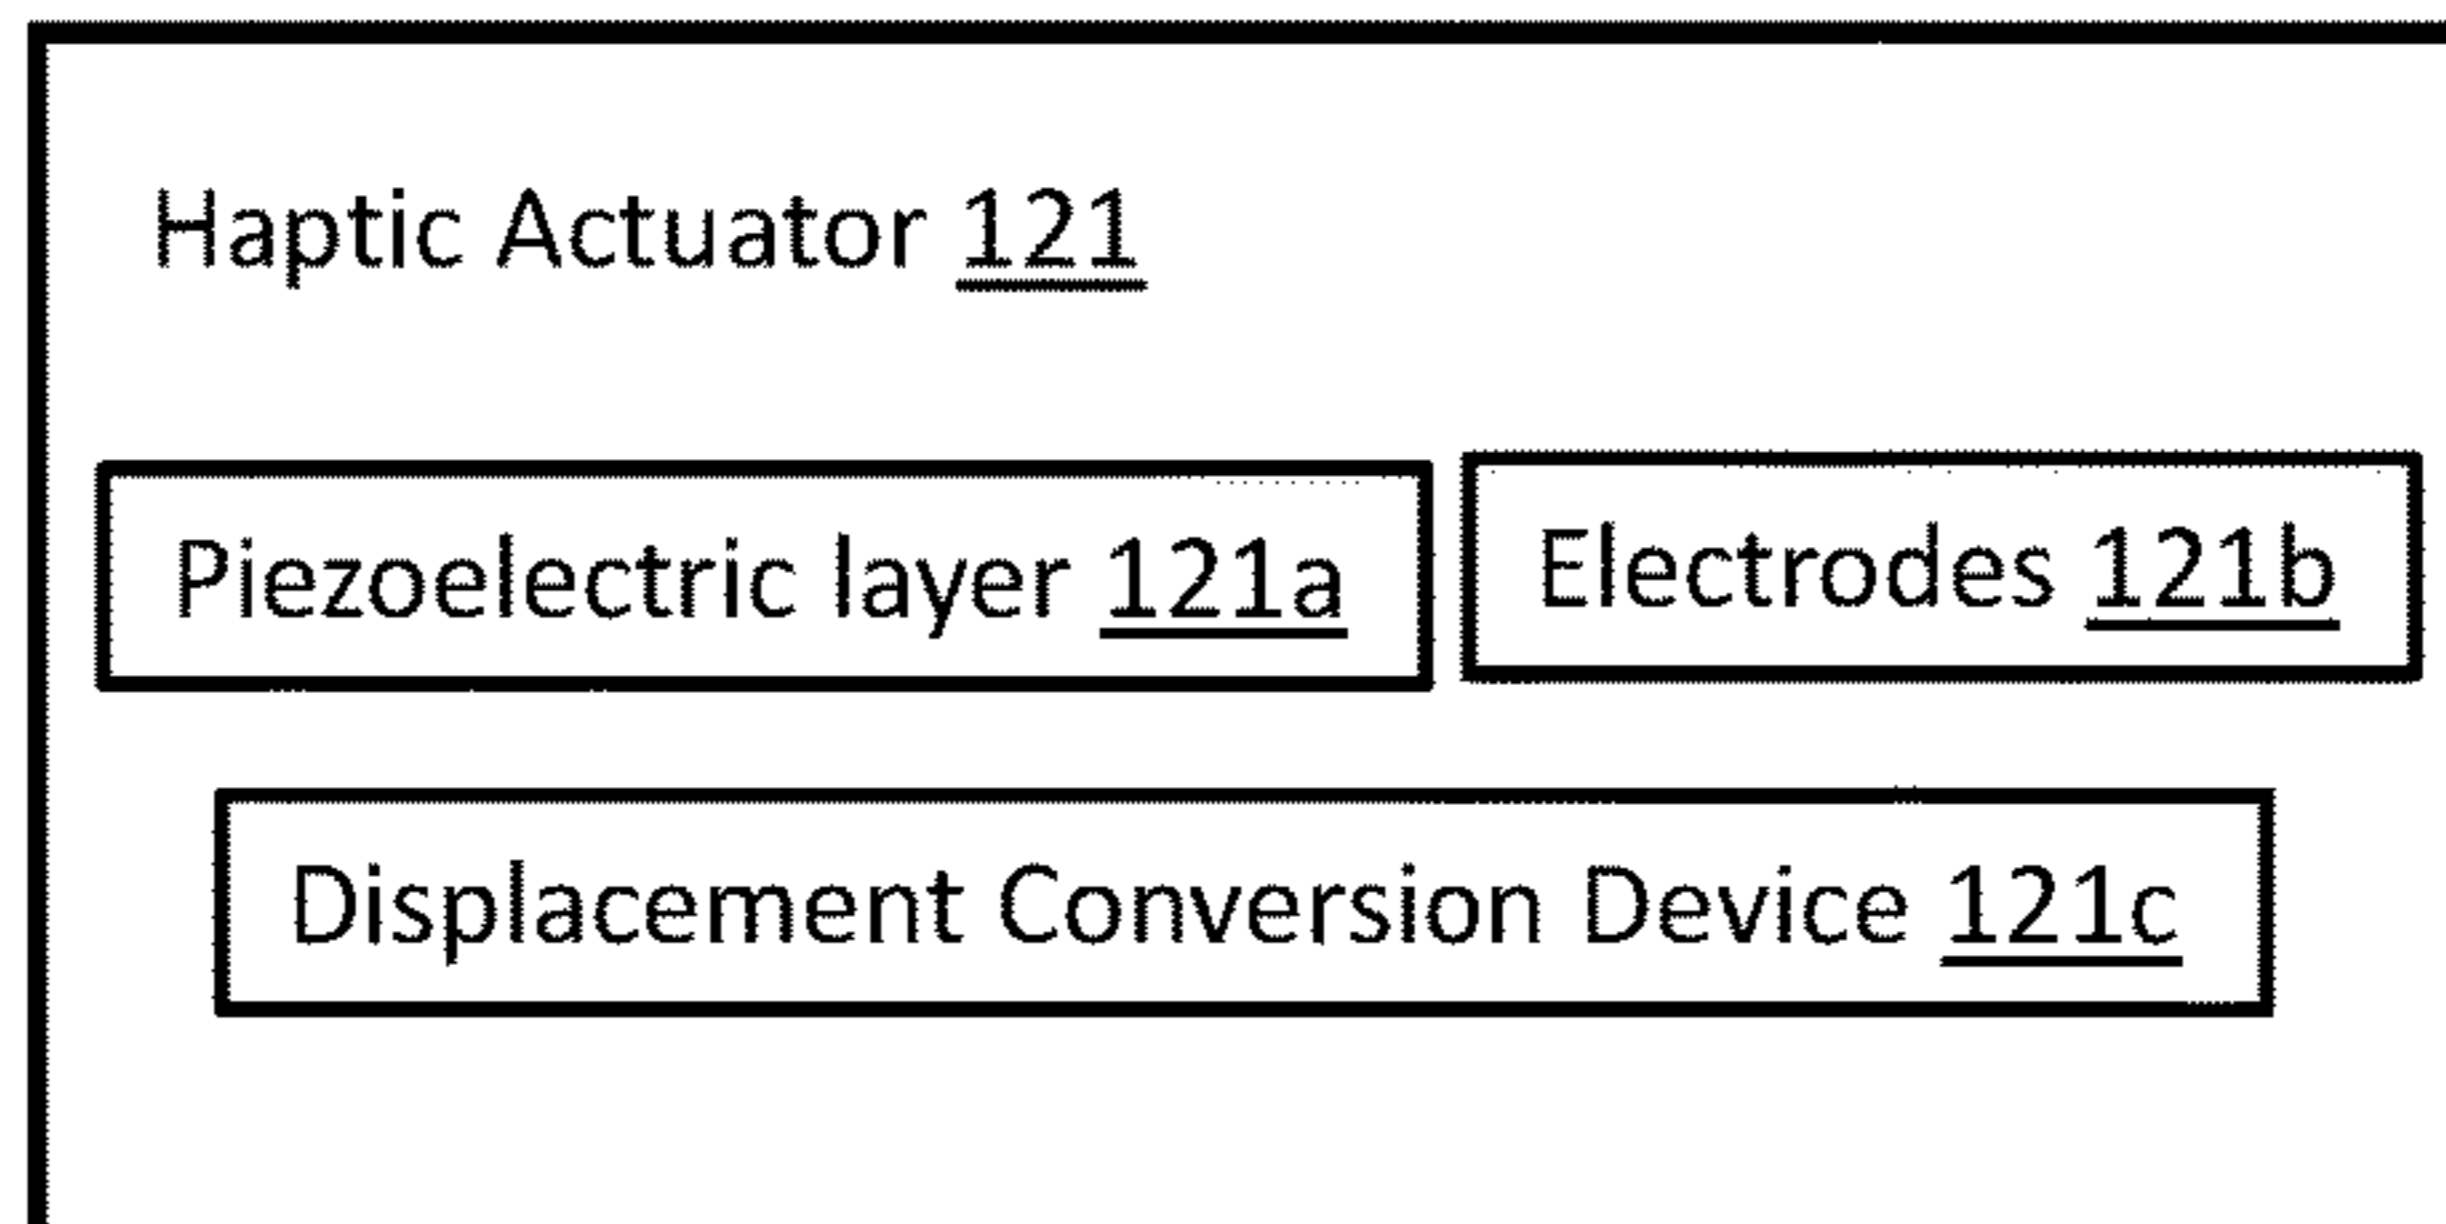 Haptic Actuator 121
Piezoelectric layer 121a
Electrodes 121b
Displacement Conversion Device 121c